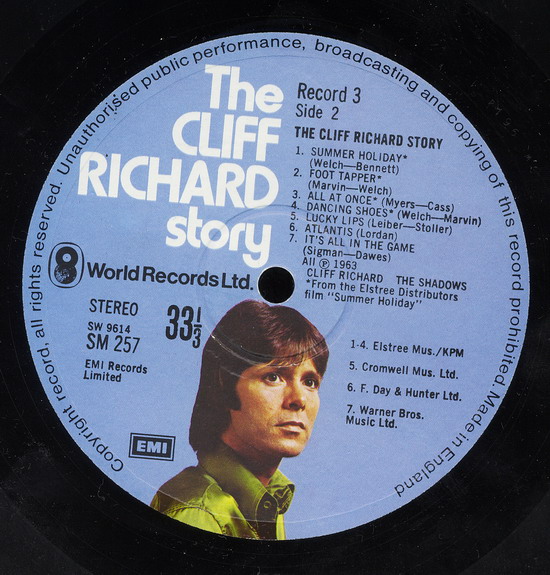 Copyright record, all rights reserved. Unauthorised public performance, broadcasting and copying of this record prohibited. Made in England
The
CLIFF
RICHARD
story
World Records Ltd.
STEREO
33⅓
SW 9614
SM 257
EMI Records
Limited
EMI
Record 3
Side 2
THE CLIFF RICHARD STORY
1. SUMMER HOLIDAY*
(Welch—Bennett)
2. FOOT TAPPER*
(Marvin—Welch)
3. ALL AT ONCE* (Myers—Cass)
4. DANCING SHOES* (Welch—Marvin)
5. LUCKY LIPS (Leiber—Stoller)
6. ATLANTIS (Lordan)
7. IT'S ALL IN THE GAME
(Sigman—Dawes)
All ℗ 1963
CLIFF RICHARD THE SHADOWS
*From the Elstree Distributors
film "Summer Holiday"
1-4. Elstree Mus./KPM
5. Cromwell Mus. Ltd.
6. F. Day & Hunter Ltd.
7. Warner Bros.
Music Ltd.